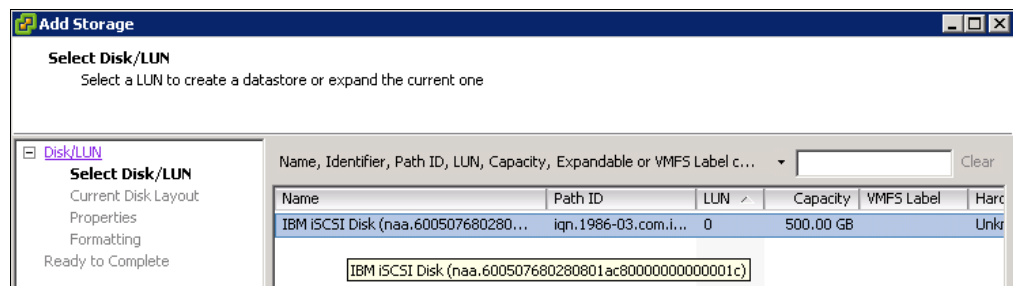 Add Storage
Select Disk/LUN
Select a LUN to create a datastore or expand the current one
Disk/LUN
Select Disk/LUN
Current Disk Layout
Properties
Formatting
Ready to Complete
Name, Identifier, Path ID, LUN, Capacity, Expandable or VMFS Label c... Clear
Name Path ID LUN Capacity VMFS Label Hard
IBM iSCSI Disk (naa.600507680280... iqn.1986-03.com.i... 0 500.00 GB Unkr
IBM iSCSI Disk (naa.600507680280801ac80000000000001c)